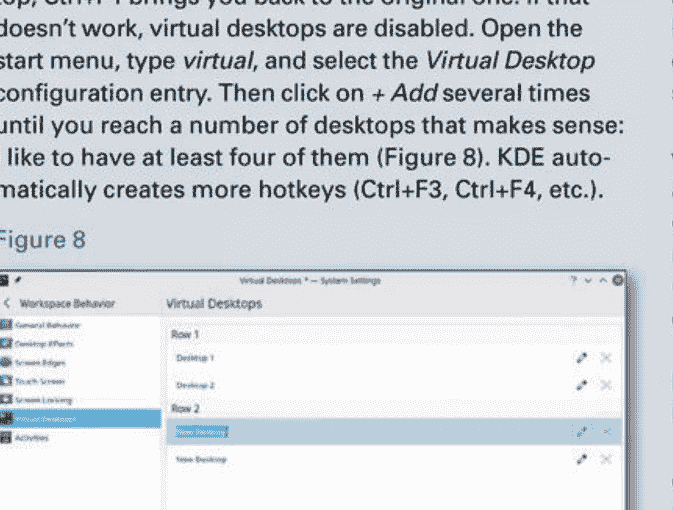 top, Ctrl+F1 brings you back to the original one. If that
doesn't work, virtual desktops are disabled. Open the
start menu, type virtual, and select the Virtual Desktop
configuration entry. Then click on + Add several times
until you reach a number of desktops that makes sense:
like to have at least four of them (Figure 8). KDE auto-
matically creates more hotkeys (Ctrl+F3, Ctrl+F4, etc.).
Figure 8
Virtual Desktops * — System Settings
Workspace Behavior
Virtual Desktops
General Behavior
Row 1
Desktop Effects
Desktop 1
Screen Edges
Touch Screen
Desktop 2
Screen Locking
Row 2
Virtual Desktops
New Desktop
Activities
New Desktop